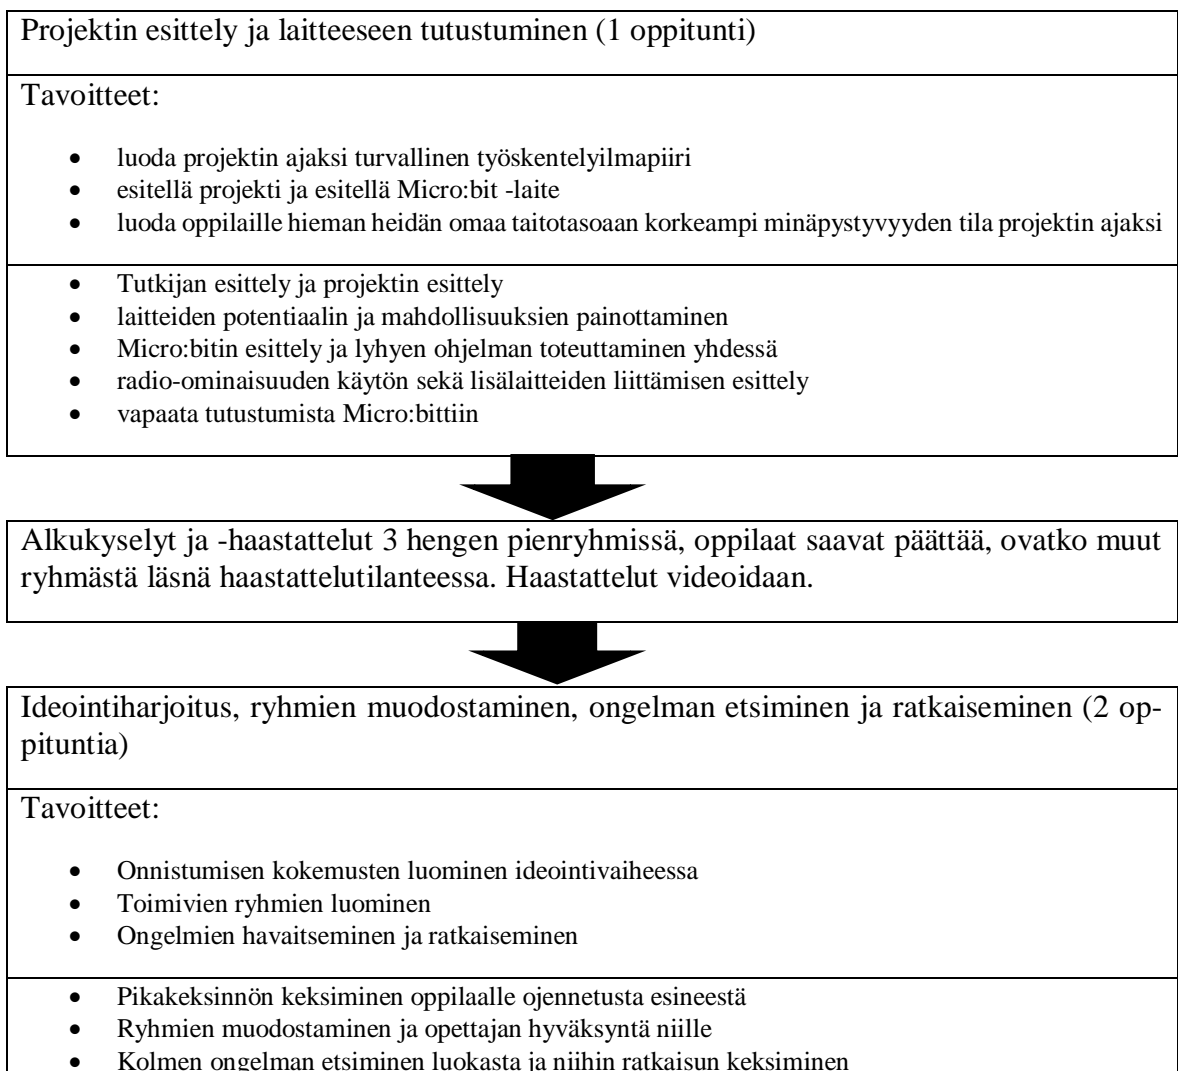 Projektin esittely ja laitteeseen tutustuminen (1 oppitunti)
Tavoitteet:
• luoda projektin ajaksi turvallinen työskentelyilmapiiri
• esitellä projekti ja esitellä Micro:bit -laite
• luoda oppilaille hieman heidän omaa taitotasoaan korkeampi minäpystyvyyden tila projektin ajaksi
• Tutkijan esittely ja projektin esittely
• laitteiden potentiaalin ja mahdollisuuksien painottaminen
• Micro:bitin esittely ja lyhyen ohjelman toteuttaminen yhdessä
• radio-ominaisuuden käytön sekä lisälaitteiden liittämisen esittely
• vapaata tutustumista Micro:bittiin
Alkukyselyt ja -haastattelut 3 hengen pienryhmissä, oppilaat saavat päättää, ovatko muut
ryhmästä läsnä haastattelutilanteessa. Haastattelut videoidaan.
Ideointiharjoitus, ryhmien muodostaminen, ongelman etsiminen ja ratkaiseminen (2 op-
pituntia)
Tavoitteet:
• Onnistumisen kokemusten luominen ideointivaiheessa
• Toimivien ryhmien luominen
• Ongelmien havaitseminen ja ratkaiseminen
• Pikakeksinnön keksiminen oppilaalle ojennetusta esineestä
• Ryhmien muodostaminen ja opettajan hyväksyntä niille
• Kolmen ongelman etsiminen luokasta ja niihin ratkaisun keksiminen